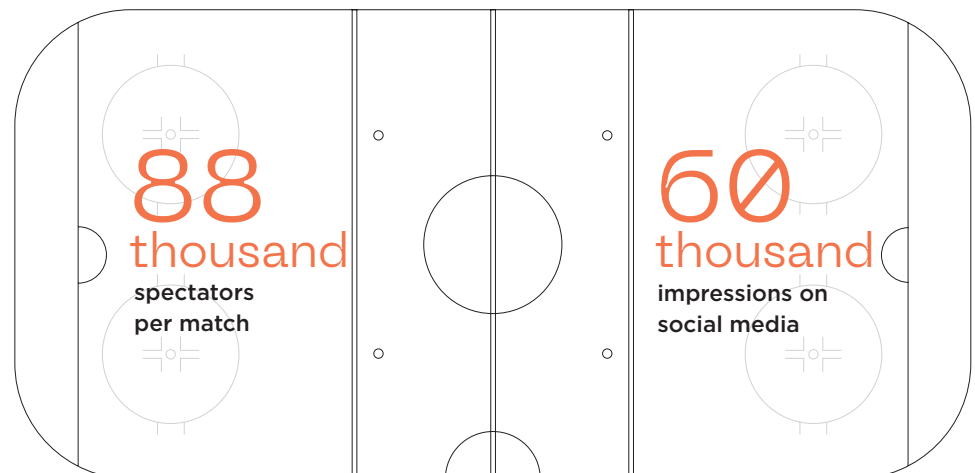 88
thousand
spectators
per match
60
thousand
impressions on
social media